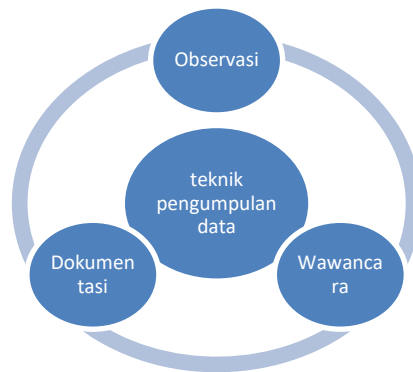 Observasi
teknik
pengumpulan
data
Dokumen
tasi
Wawanca
ra